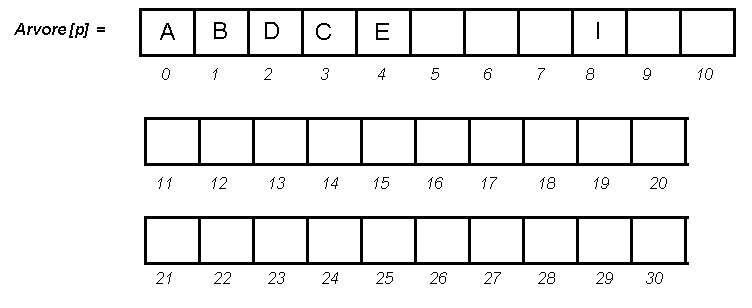 Arvore[p] = A B D C E I
0 1 2 3 4 5 6 7 8 9 10
11 12 13 14 15 16 17 18 19 20
21 22 23 24 25 26 27 28 29 30